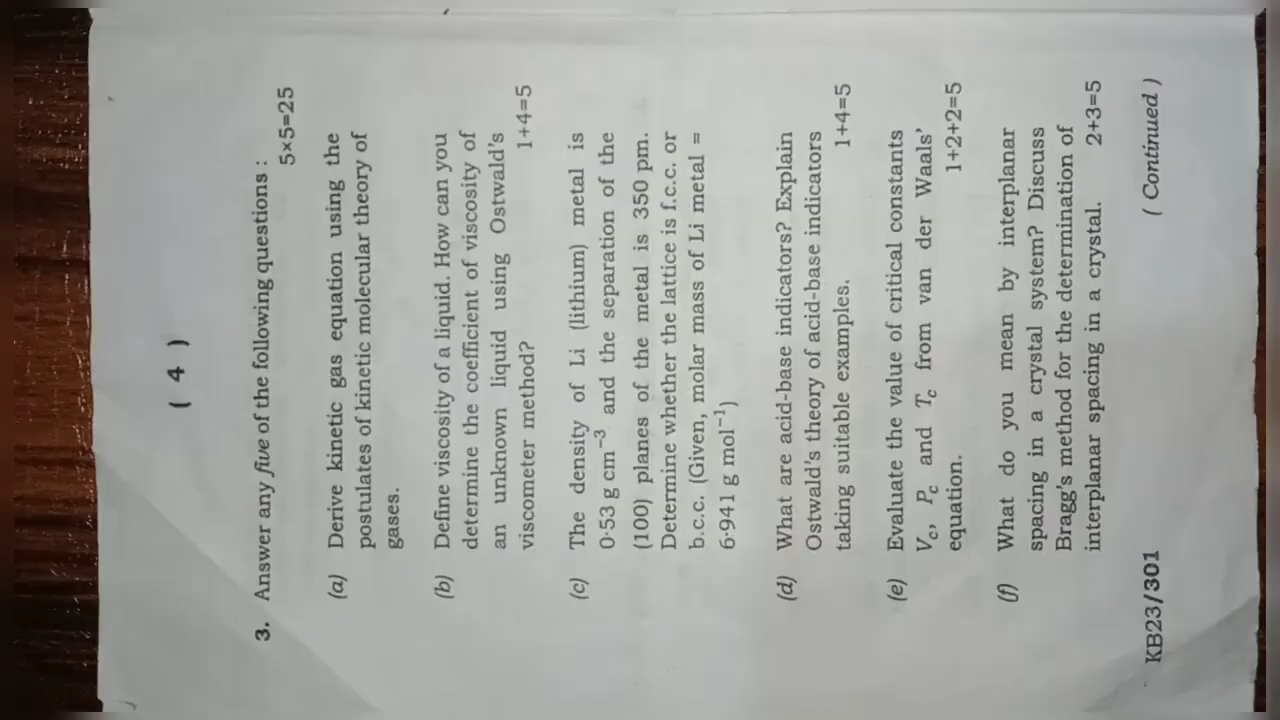 ( 4 )
3. Answer any five of the following questions :
5×5=25
(a) Derive kinetic gas equation using the
postulates of kinetic molecular theory of
gases.
(b) Define viscosity of a liquid. How can you
determine the coefficient of viscosity of
an unknown liquid using Ostwald's
viscometer method? 1+4=5
(c) The density of Li (lithium) metal is
0·53 g cm⁻³ and the separation of the
(100) planes of the metal is 350 pm.
Determine whether the lattice is f.c.c. or
b.c.c. (Given, molar mass of Li metal =
6·941 g mol⁻¹)
(d) What are acid-base indicators? Explain
Ostwald's theory of acid-base indicators
taking suitable examples. 1+4=5
(e) Evaluate the value of critical constants
V_c, P_c and T_c from van der Waals'
equation. 1+2+2=5
(f) What do you mean by interplanar
spacing in a crystal system? Discuss
Bragg's method for the determination of
interplanar spacing in a crystal. 2+3=5
KB23/301 ( Continued )